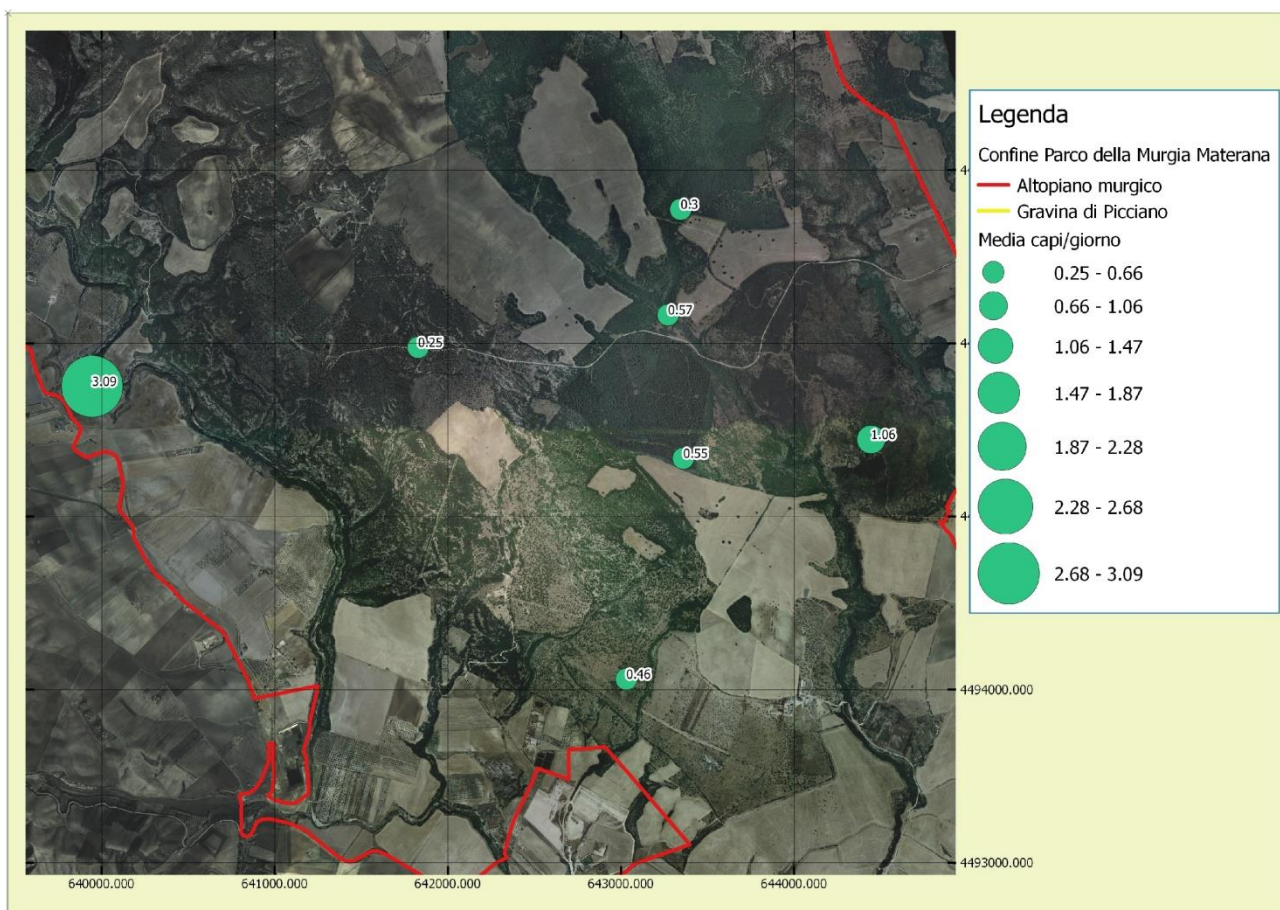 Legenda
Confine Parco della Murgia Materana
Altopiano murgico
Gravina di Picciano
Media capi/giorno
0.25 - 0.66
0.66 - 1.06
1.06 - 1.47
1.47 - 1.87
1.87 - 2.28
2.28 - 2.68
2.68 - 3.09
0.3
0.57
0.25
3.09
1.06
0.55
0.46
4494000.000
4493000.000
640000.000 641000.000 642000.000 643000.000 644000.000